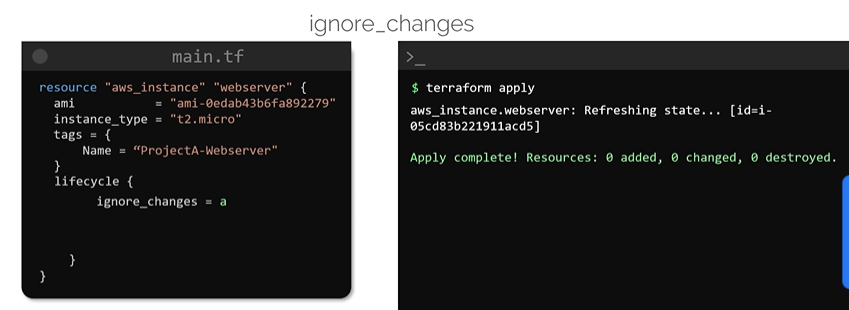 ignore_changes
main.tf
resource "aws_instance" "webserver" {
  ami           = "ami-0edab43b6fa892279"
  instance_type = "t2.micro"
  tags = {
      Name = “ProjectA-Webserver"
  }
  lifecycle {
        ignore_changes = a
    }
}
>_
$ terraform apply
aws_instance.webserver: Refreshing state... [id=i-
05cd83b221911acd5]
Apply complete! Resources: 0 added, 0 changed, 0 destroyed.